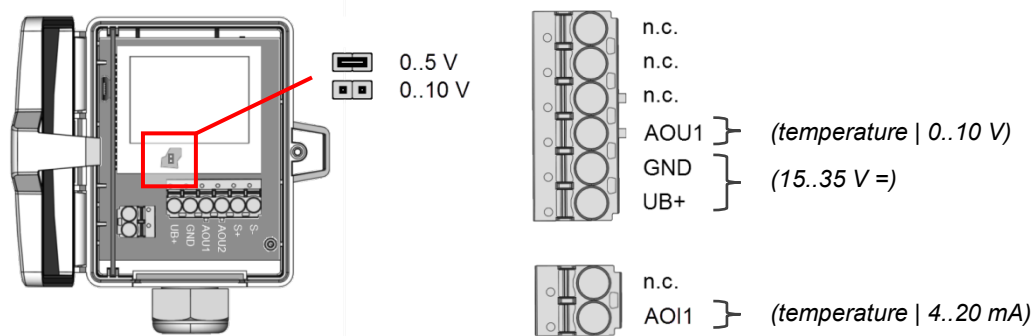 0..5 V
0..10 V
UB+
GND
AOU1
AOU2
S+
S-
n.c.
n.c.
n.c.
AOU1 (temperature | 0..10 V)
GND
(15..35 V =)
UB+
n.c.
AOI1 (temperature | 4..20 mA)